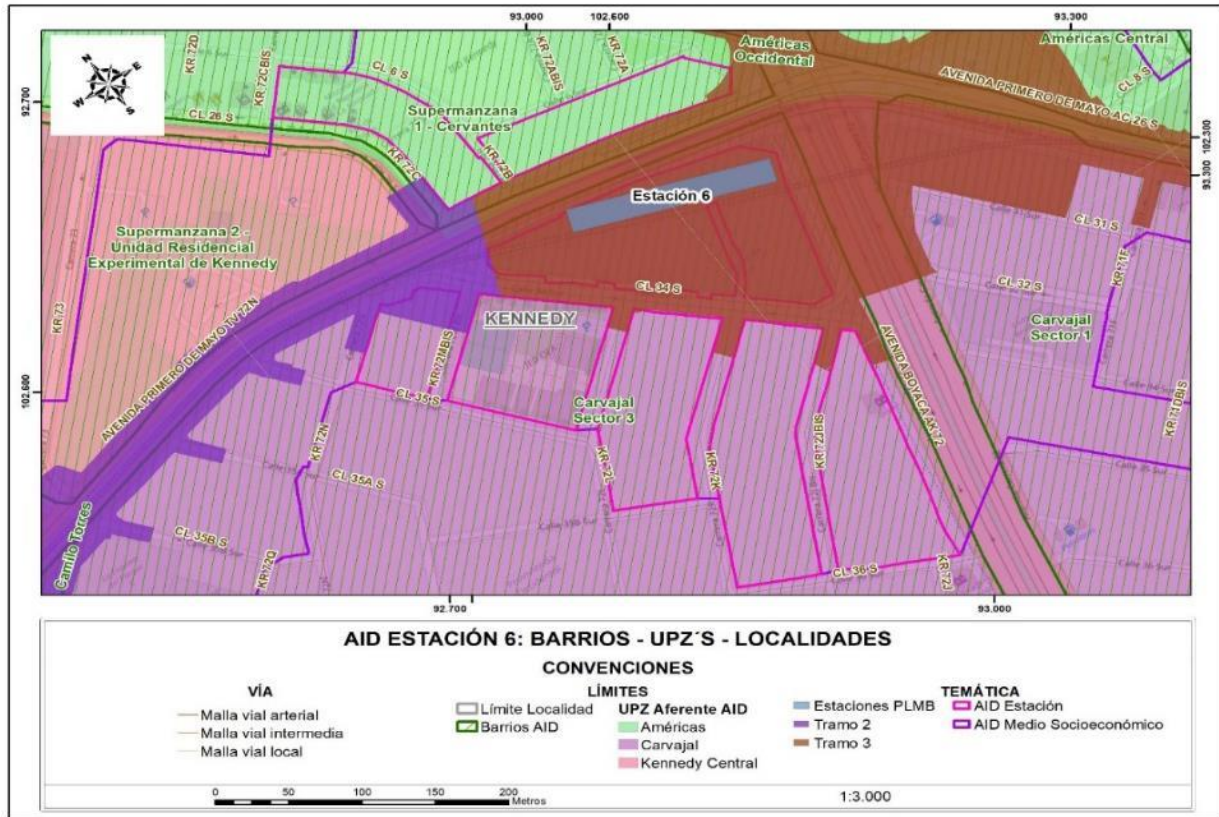 93.000
102.600
93.300
N
E
W
S
KR 72D
KR 72CBIS
CL 6 S
KR 72ABIS
KR 72A
Américas
Occidental
Américas Central
CL 8 S
AVENIDA PRIMERO DE MAYO AC 26 S
92.700
CL 26 S
Supermanzana
1 - Cervantes
KR 72C
KR 72B
102.300
93.300
Estación 6
Supermanzana 2 -
Unidad Residencial
Experimental de Kennedy
CL 31 S
KR 71F
CL 32 S
Carvajal
Sector 1
KR 73
AVENIDA PRIMERO DE MAYO TV 72N
CL 34 S
KENNEDY
KR 72MBIS
AVENIDA BOYACA AK 72
102.600
CL 35 S
Carvajal
Sector 3
KR 71DBIS
KR 72N
KR 72L
KR 72K
KR 72JBIS
CL 35A S
Camilo Torres
CL 35B S
KR 72Q
CL 36 S
KR 72J
92.700
93.000
AID ESTACIÓN 6: BARRIOS - UPZ´S - LOCALIDADES
CONVENCIONES
VÍA
Malla vial arterial
Malla vial intermedia
Malla vial local
LÍMITES
Límite Localidad
Barrios AID
UPZ Aferente AID
Américas
Carvajal
Kennedy Central
TEMÁTICA
Estaciones PLMB
Tramo 2
Tramo 3
AID Estación
AID Medio Socioeconómico
0 50 100 150 200
Metros
1:3.000